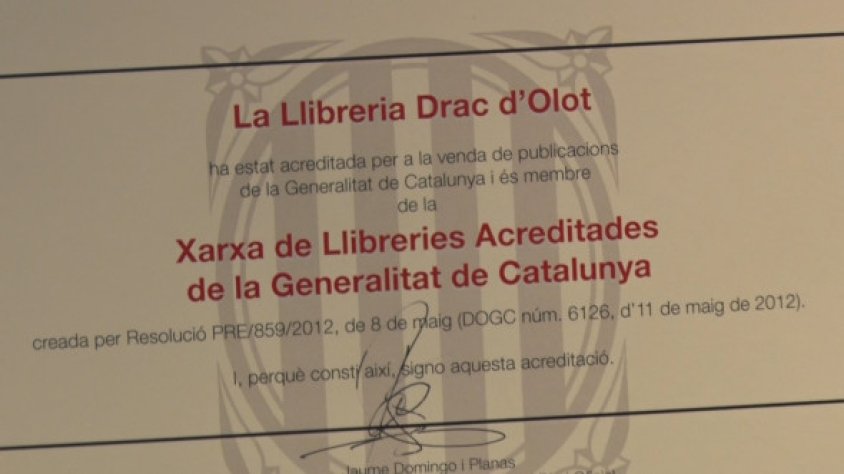 La Llibreria Drac d'Olot
ha estat acreditada per a la venda de publicacions
de la Generalitat de Catalunya i és membre
de la
Xarxa de Llibreries Acreditades
de la Generalitat de Catalunya
creada per Resolució PRE/859/2012, de 8 de maig (DOGC núm. 6126, d'11 de maig de 2012).
I, perquè consti així, signo aquesta acreditació.
Jaume Domingo i Planas